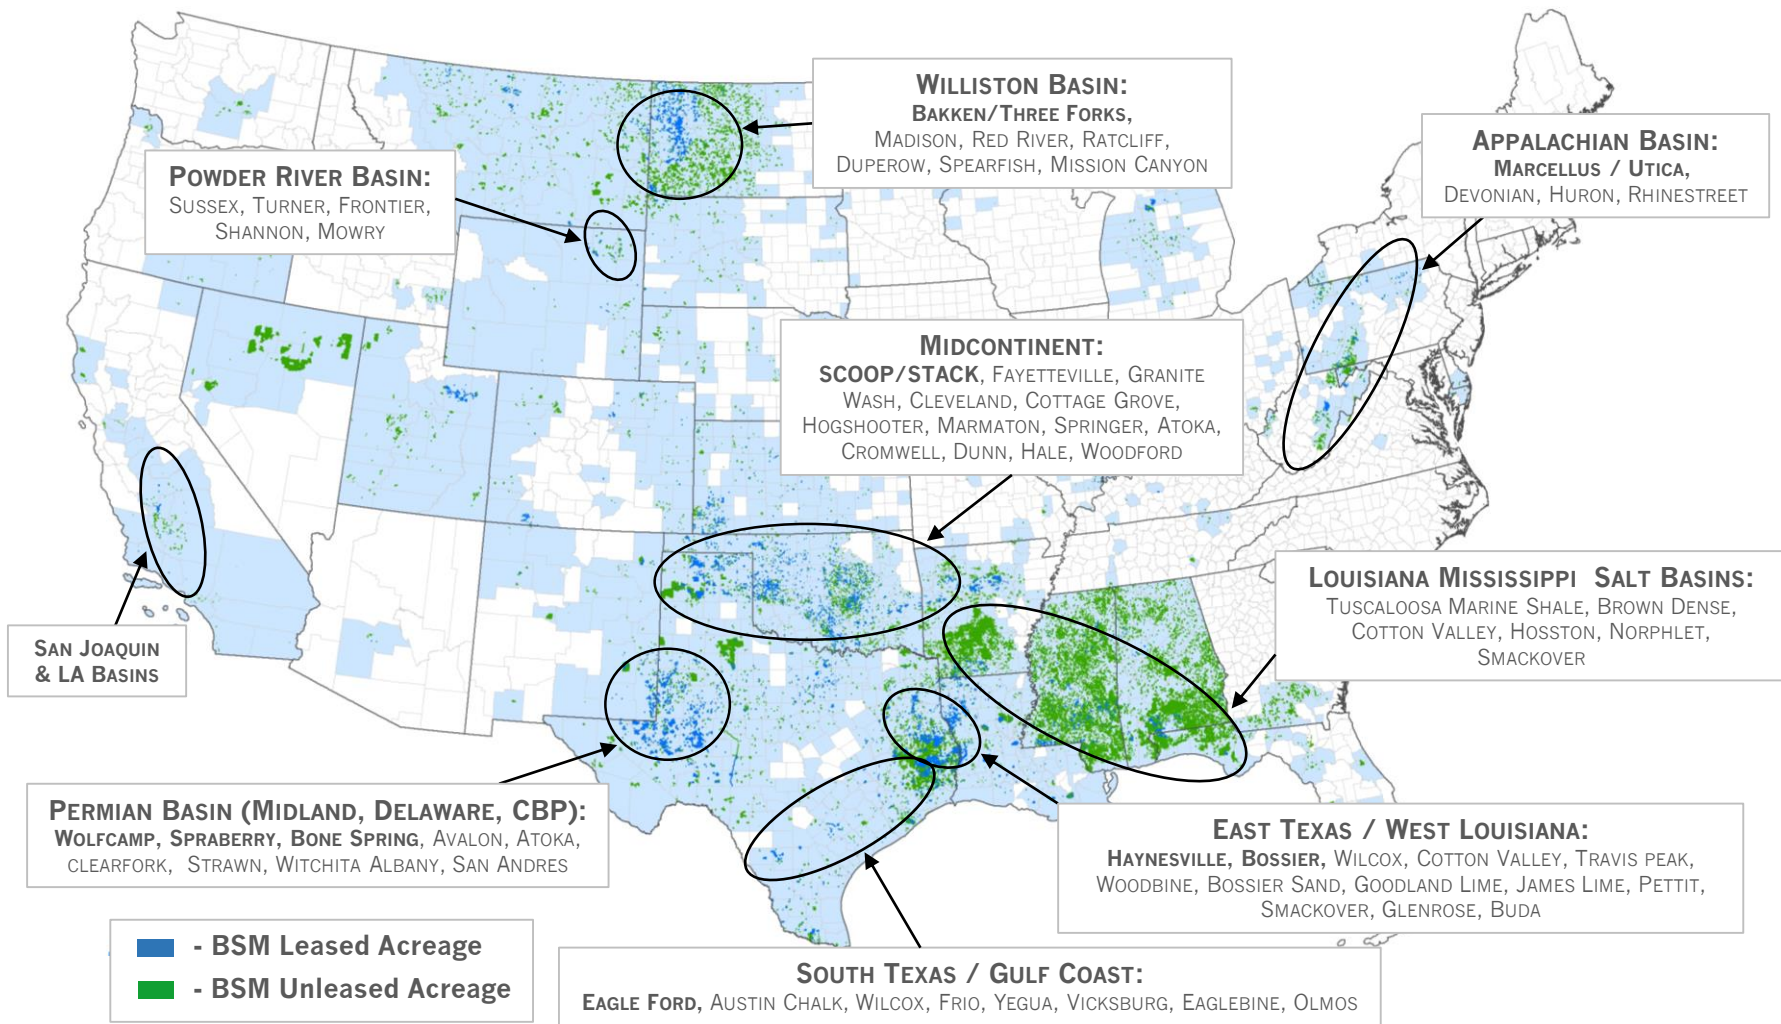 WILLISTON BASIN:
BAKKEN/THREE FORKS,
MADISON, RED RIVER, RATCLIFF,
DUPEROW, SPEARFISH, MISSION CANYON
APPALACHIAN BASIN:
MARCELLUS / UTICA,
DEVONIAN, HURON, RHINESTREET
POWDER RIVER BASIN:
SUSSEX, TURNER, FRONTIER,
SHANNON, MOWRY
MIDCONTINENT:
SCOOP/STACK, FAYETTEVILLE, GRANITE
WASH, CLEVELAND, COTTAGE GROVE,
HOGSHOOTER, MARMATON, SPRINGER, ATOKA,
CROMWELL, DUNN, HALE, WOODFORD
LOUISIANA MISSISSIPPI SALT BASINS:
TUSCALOOSA MARINE SHALE, BROWN DENSE,
COTTON VALLEY, HOSSTON, NORPHLET,
SMACKOVER
SAN JOAQUIN
& LA BASINS
PERMIAN BASIN (MIDLAND, DELAWARE, CBP):
WOLFCAMP, SPRABERRY, BONE SPRING, AVALON, ATOKA,
CLEARFORK, STRAWN, WITCHITA ALBANY, SAN ANDRES
EAST TEXAS / WEST LOUISIANA:
HAYNESVILLE, BOSSIER, WILCOX, COTTON VALLEY, TRAVIS PEAK,
WOODBINE, BOSSIER SAND, GOODLAND LIME, JAMES LIME, PETTIT,
SMACKOVER, GLENROSE, BUDA
- BSM Leased Acreage
- BSM Unleased Acreage
SOUTH TEXAS / GULF COAST:
EAGLE FORD, AUSTIN CHALK, WILCOX, FRIO, YEGUA, VICKSBURG, EAGLEBINE, OLMOS